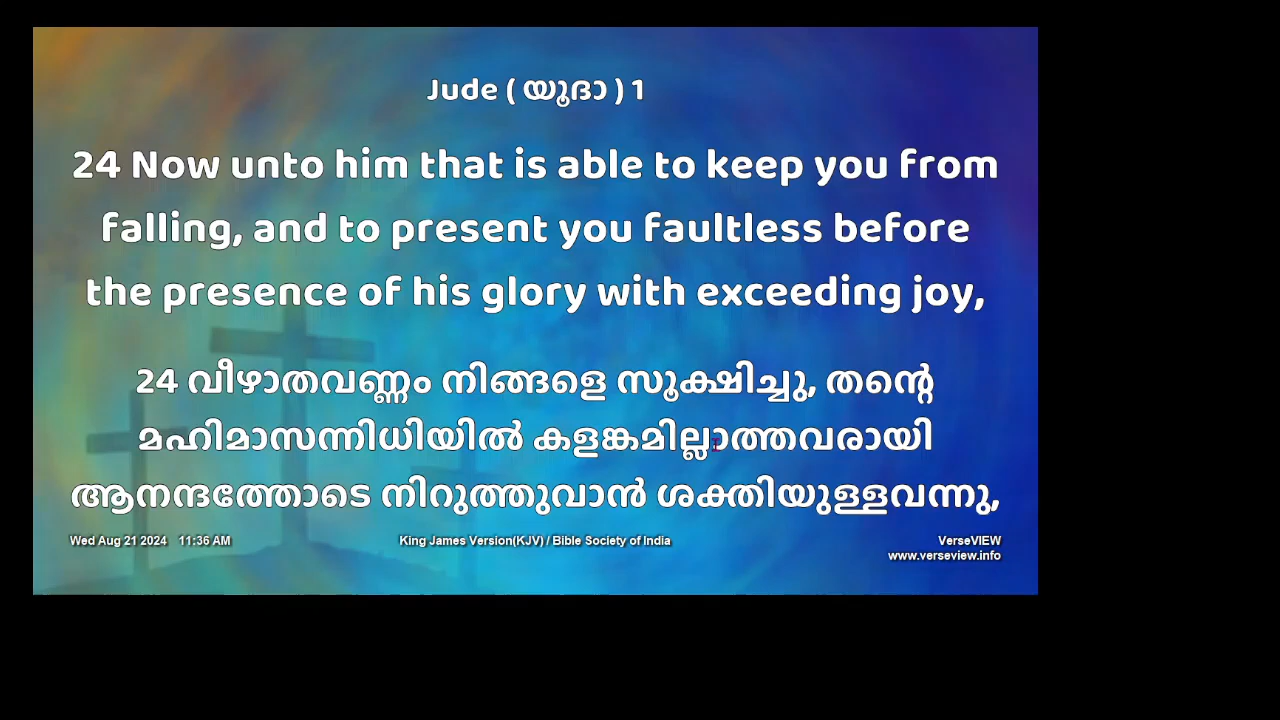 Jude ( യൂദാ ) 1
24 Now unto him that is able to keep you from
falling, and to present you faultless before
the presence of his glory with exceeding joy,
24 വീഴാതവണ്ണം നിങ്ങളെ സൂക്ഷിച്ചു, തന്റെ
മഹിമാസന്നിധിയിൽ കളങ്കമില്ലാത്തവരായി
ആനന്ദത്തോടെ നിറുത്തുവാൻ ശക്തിയുള്ളവന്നു,
Wed Aug 21 2024 11:36 AM
King James Version(KJV) / Bible Society of India
VerseVIEW
www.verseview.info